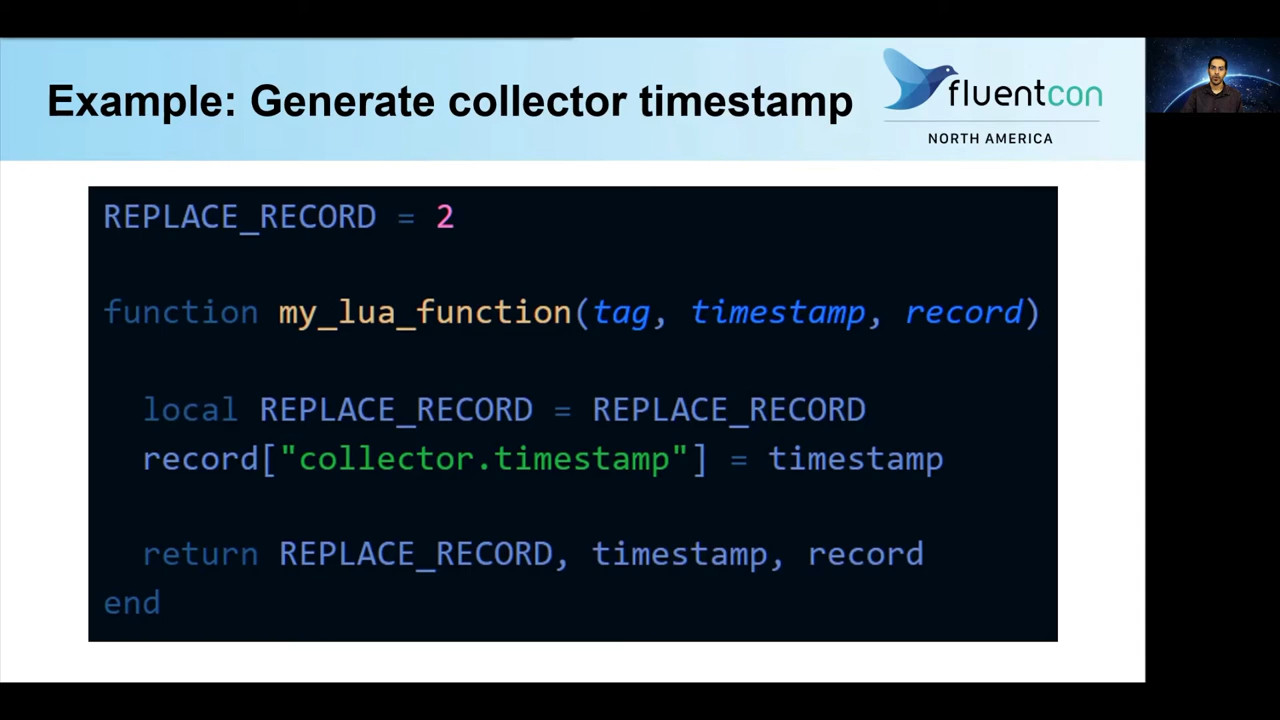 Example: Generate collector timestamp
fluentcon
NORTH AMERICA
REPLACE_RECORD = 2
function my_lua_function(tag, timestamp, record)
local REPLACE_RECORD = REPLACE_RECORD
record["collector.timestamp"] = timestamp
return REPLACE_RECORD, timestamp, record
end